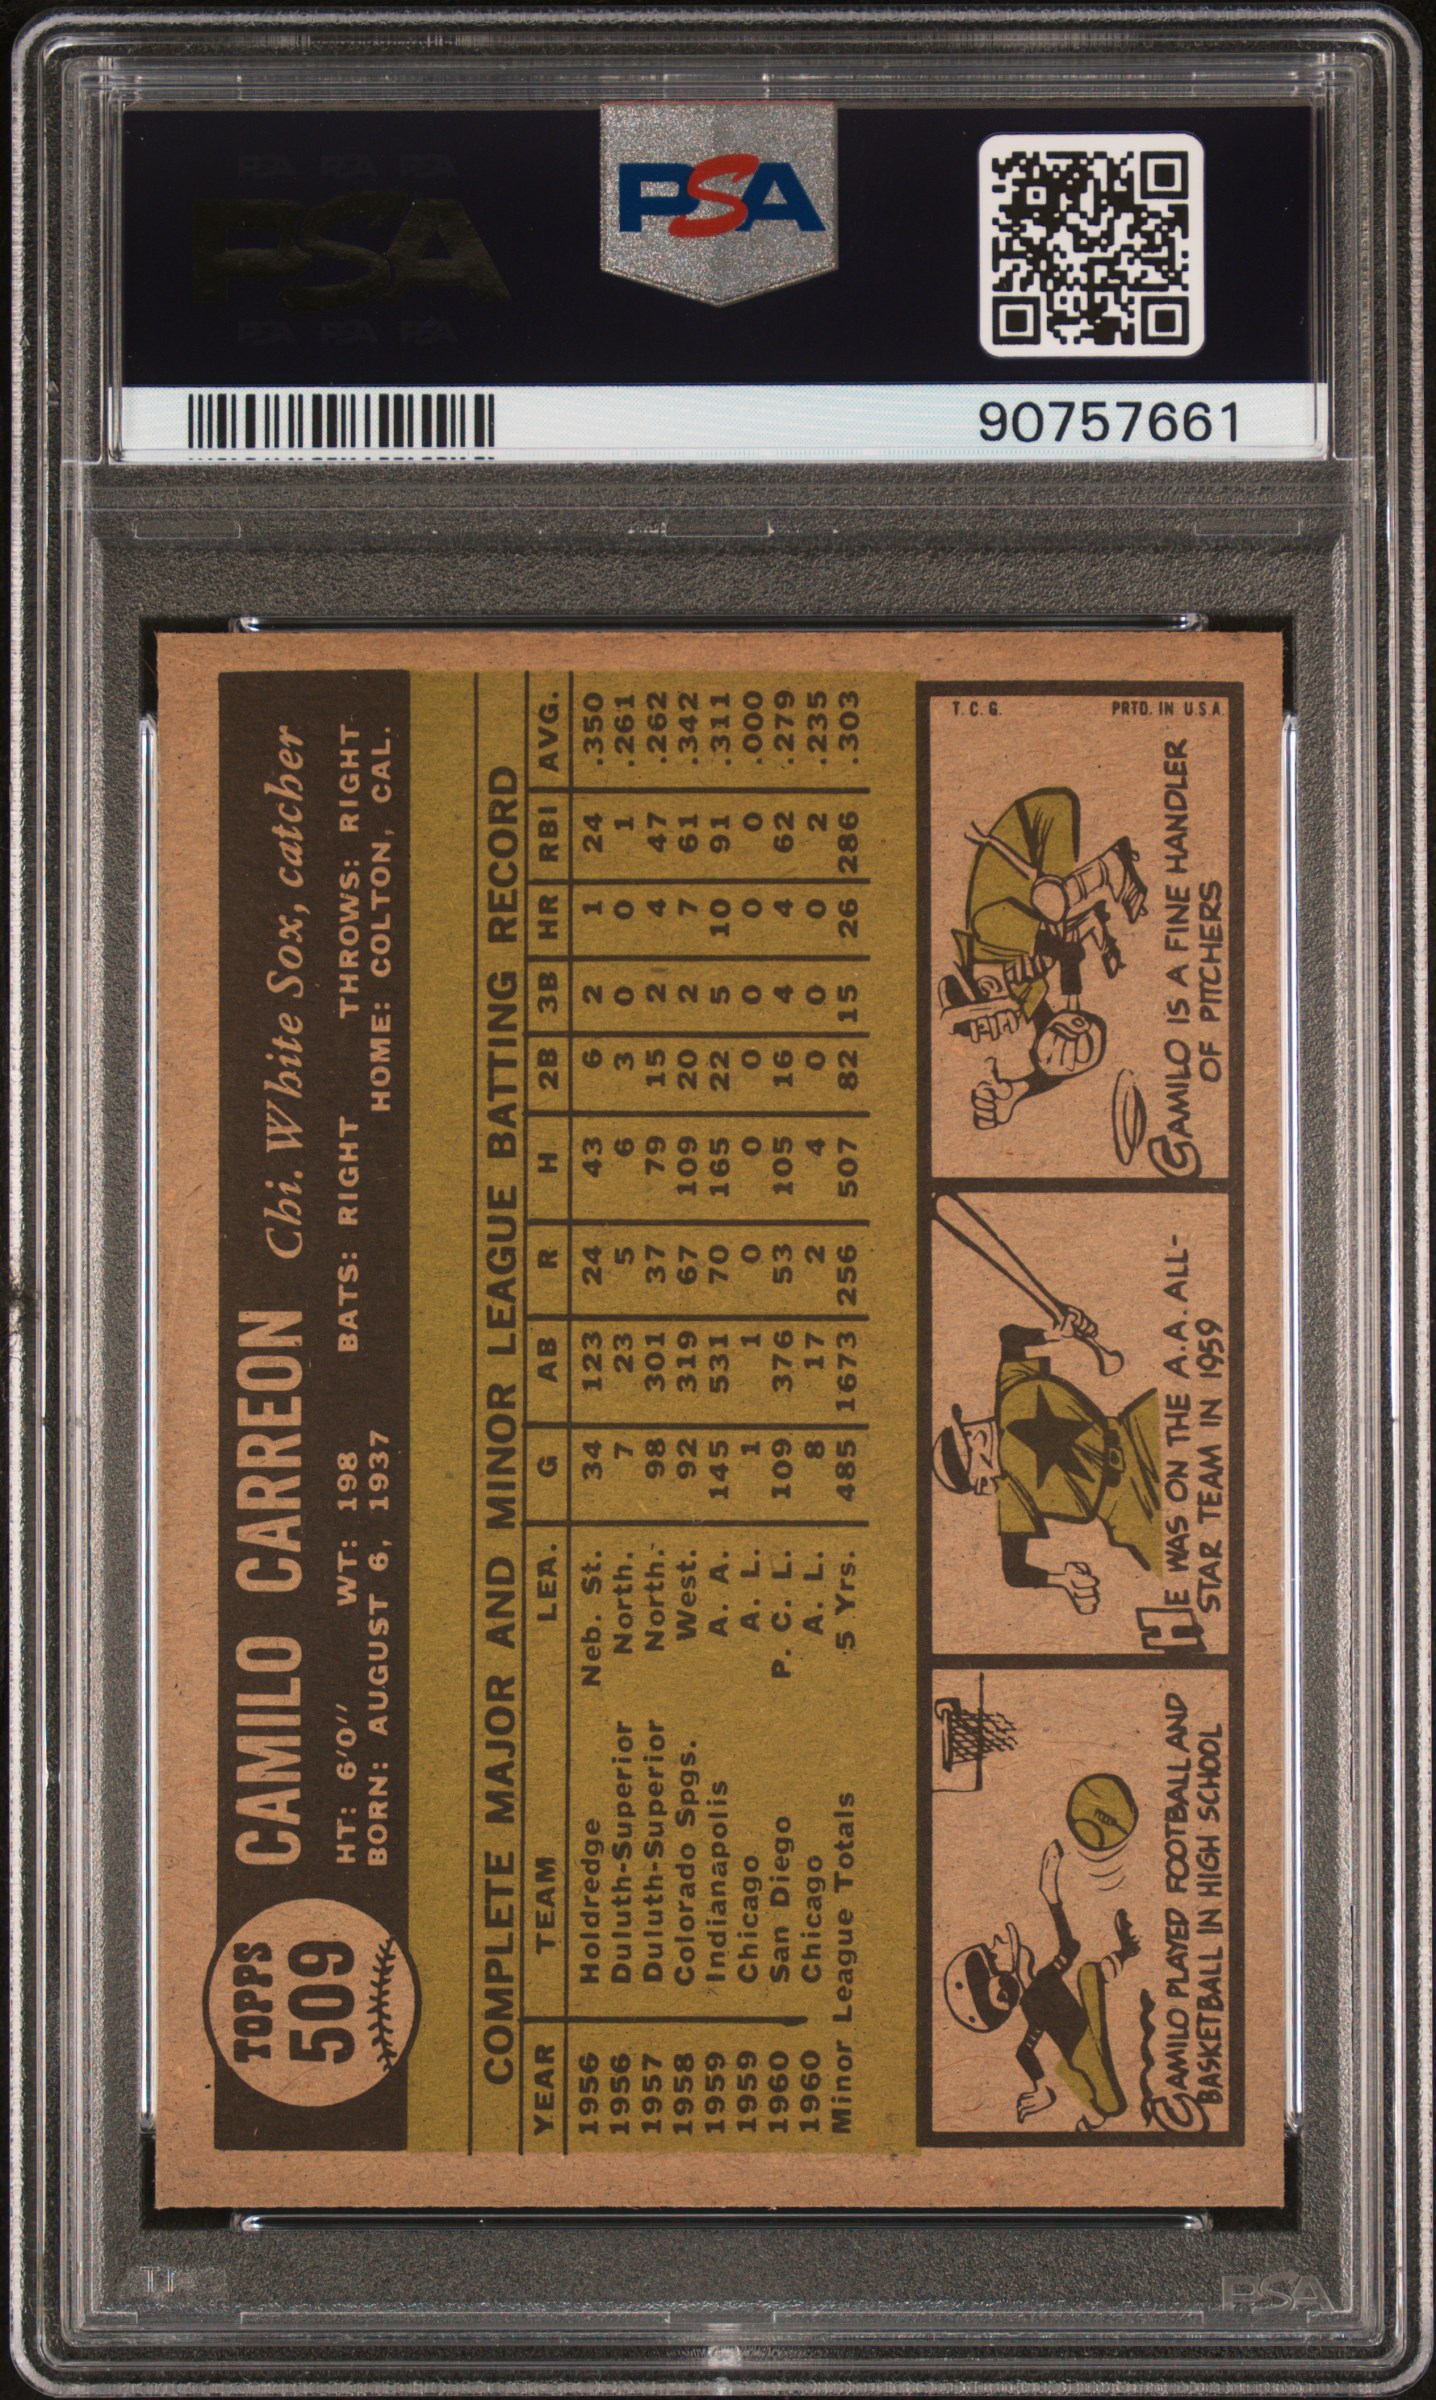 PSA PSA PSA
PSA
PSA PSA PSA
PSA
90757661
TOPPS
509
CAMILO CARREON Chi. White Sox, catcher
HT: 6'0" WT: 198 BATS: RIGHT THROWS: RIGHT
BORN: AUGUST 6, 1937 HOME: COLTON, CAL.
COMPLETE MAJOR AND MINOR LEAGUE BATTING RECORD
YEAR TEAM LEA. G AB R H 2B 3B HR RBI AVG.
1956 Holdredge Neb. St. 34 123 24 43 6 2 1 24 .350
1956 Duluth-Superior North. 7 23 5 6 3 0 0 1 .261
1957 Duluth-Superior North. 98 301 37 79 15 2 4 47 .262
1958 Colorado Spgs. West. 92 319 67 109 20 2 7 61 .342
1959 Indianapolis A. A. 145 531 70 165 22 5 10 91 .311
1959 Chicago A. L. 1 1 0 0 0 0 0 0 .000
1960 San Diego P. C. L. 109 376 53 105 16 4 4 62 .279
1960 Chicago A. L. 8 17 2 4 0 0 0 2 .235
Minor League Totals 5 Yrs. 485 1673 256 507 82 15 26 286 .303
CAMILO PLAYED FOOTBALL AND
BASKETBALL IN HIGH SCHOOL
HE WAS ON THE A.A. ALL-
STAR TEAM IN 1959
CAMILO IS A FINE HANDLER
OF PITCHERS
T. C. G.
PRTD. IN U.S.A.
PSA